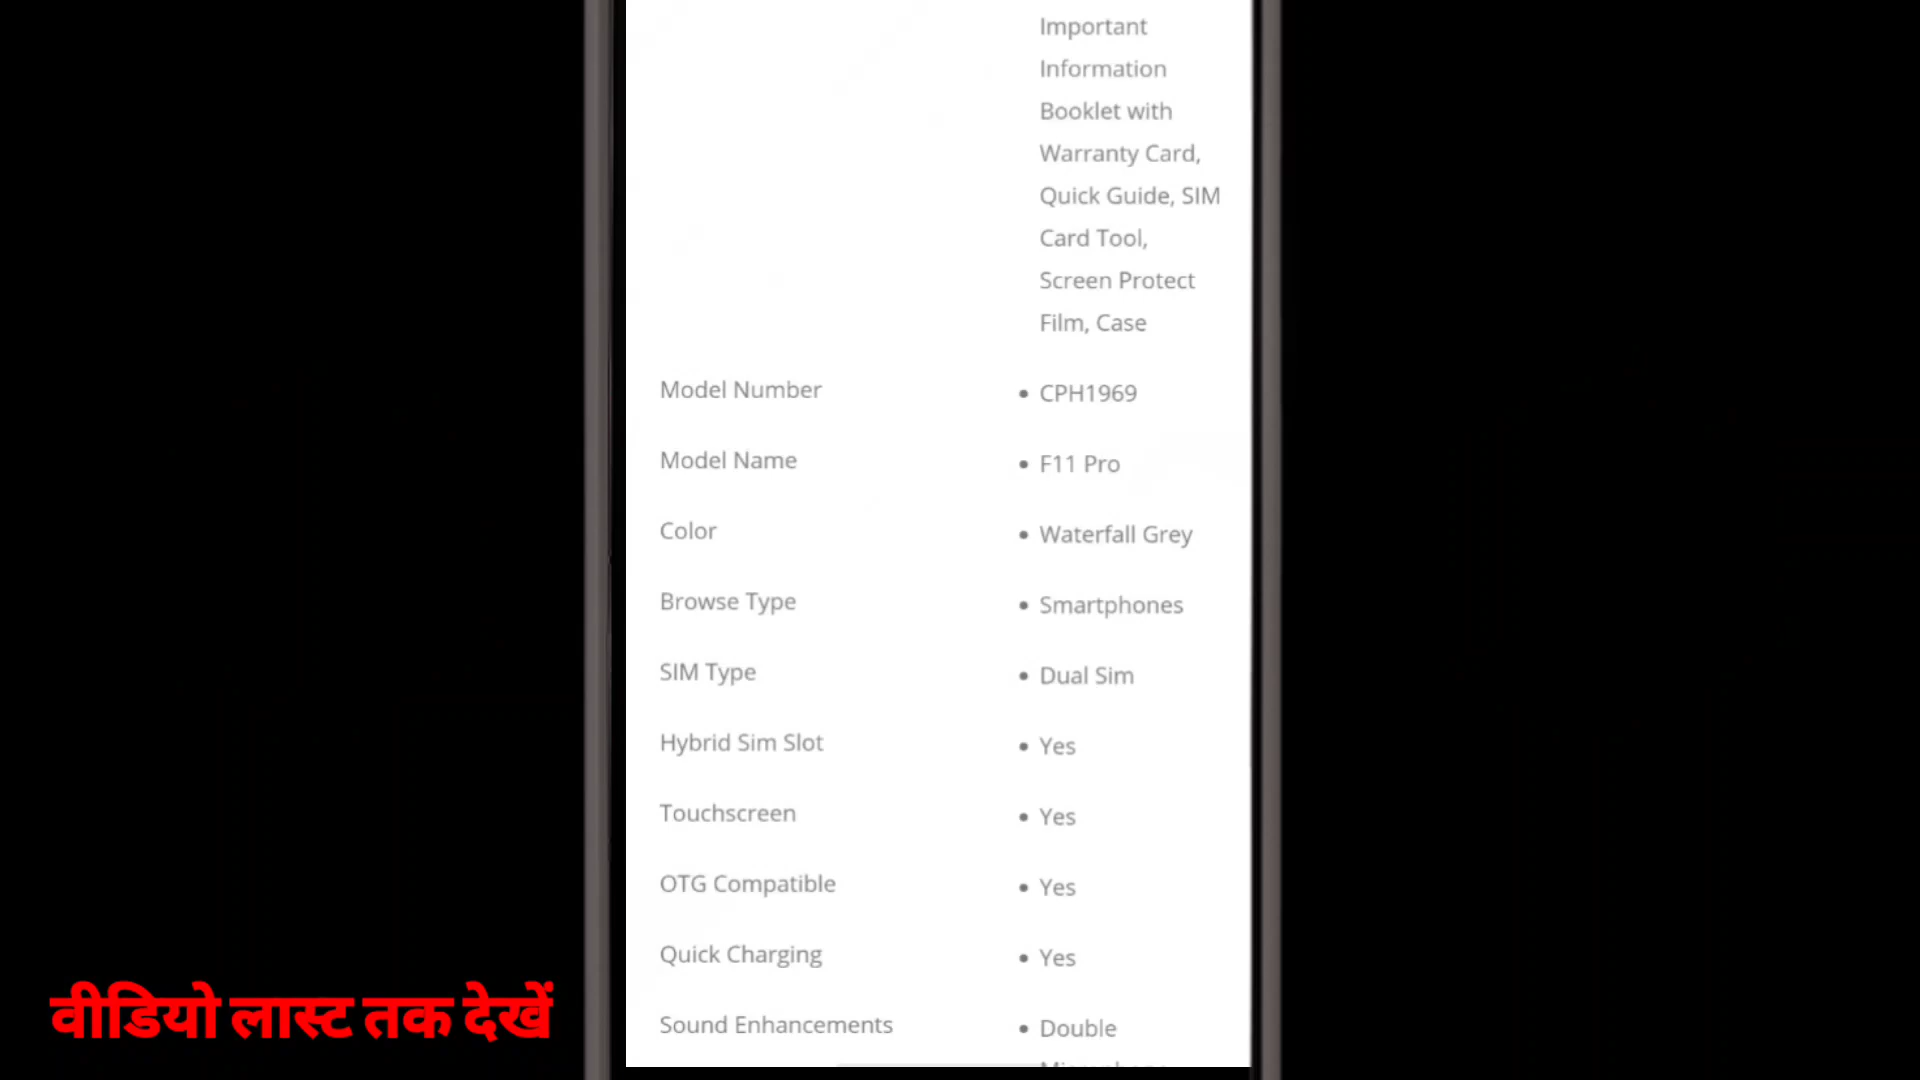 Important
Information
Booklet with
Warranty Card,
Quick Guide, SIM
Card Tool,
Screen Protect
Film, Case
Model Number • CPH1969
Model Name • F11 Pro
Color • Waterfall Grey
Browse Type • Smartphones
SIM Type • Dual Sim
Hybrid Sim Slot • Yes
Touchscreen • Yes
OTG Compatible • Yes
Quick Charging • Yes
Sound Enhancements • Double
वीडियो लास्ट तक देखें